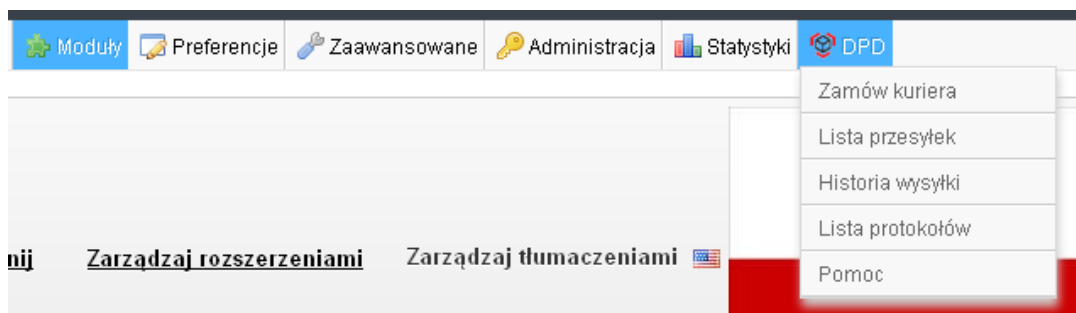 Moduły Preferencje Zaawansowane Administracja Statystyki DPD
Zamów kuriera
Lista przesyłek
Historia wysyłki
Lista protokołów
Pomoc
nij Zarządzaj rozszerzeniami Zarządzaj tłumaczeniami